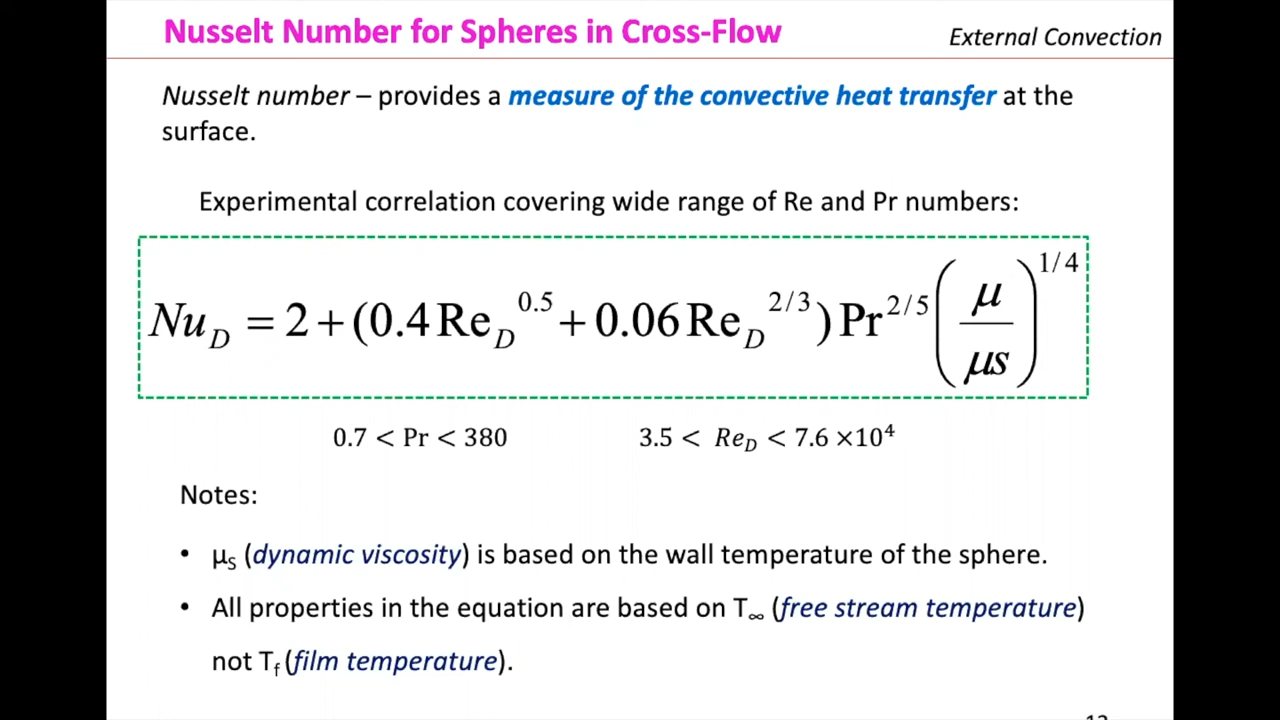 Nusselt Number for Spheres in Cross-Flow
External Convection
Nusselt number – provides a measure of the convective heat transfer at the
surface.
Experimental correlation covering wide range of Re and Pr numbers:
Nu_D = 2 + (0.4 Re_D^0.5 + 0.06 Re_D^2/3) Pr^2/5 (μ/μs)^1/4
0.7 < Pr < 380
3.5 < Re_D < 7.6 ×10⁴
Notes:
• μ_S (dynamic viscosity) is based on the wall temperature of the sphere.
• All properties in the equation are based on T_∞ (free stream temperature)
not T_f (film temperature).